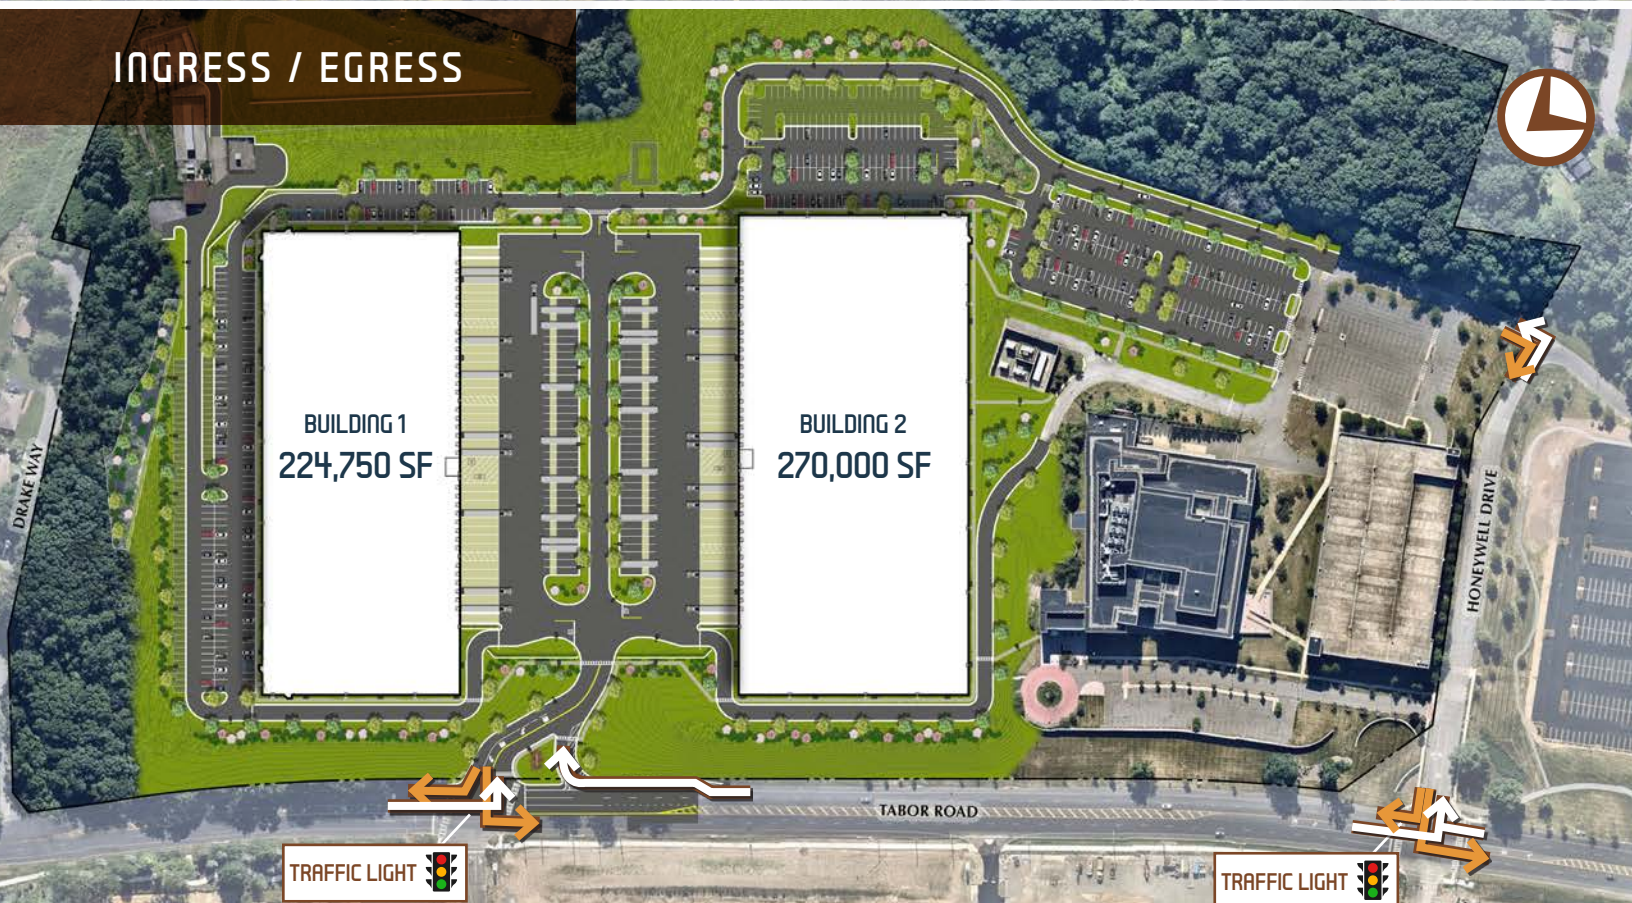 INGRESS / EGRESS
BUILDING 1
224,750 SF
BUILDING 2
270,000 SF
DRAKE WAY
HONEYWELL DRIVE
TABOR ROAD
TRAFFIC LIGHT
TRAFFIC LIGHT